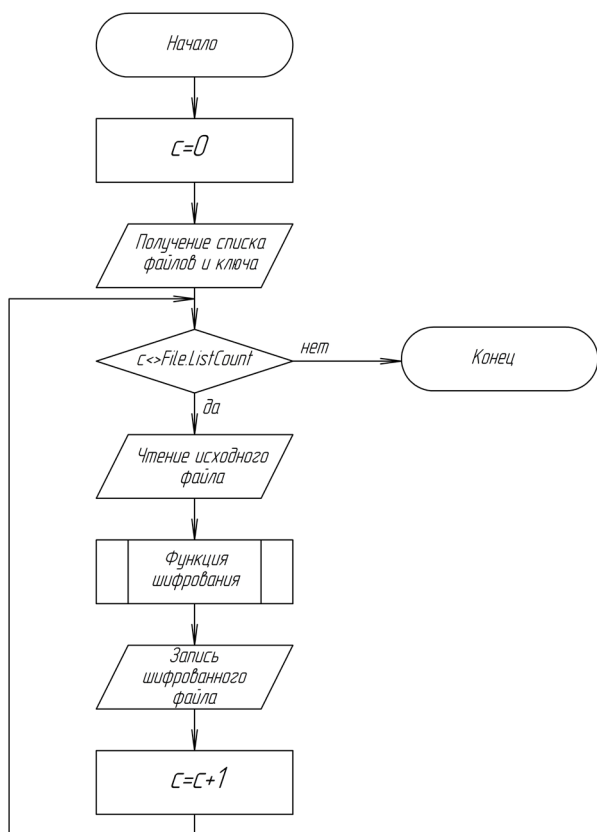 Начало
c=0
Получение списка
файлов и ключа
c<>File.ListCount
нет
Конец
да
Чтение исходного
файла
Функция
шифрования
Запись
шифрованного
файла
c=c+1